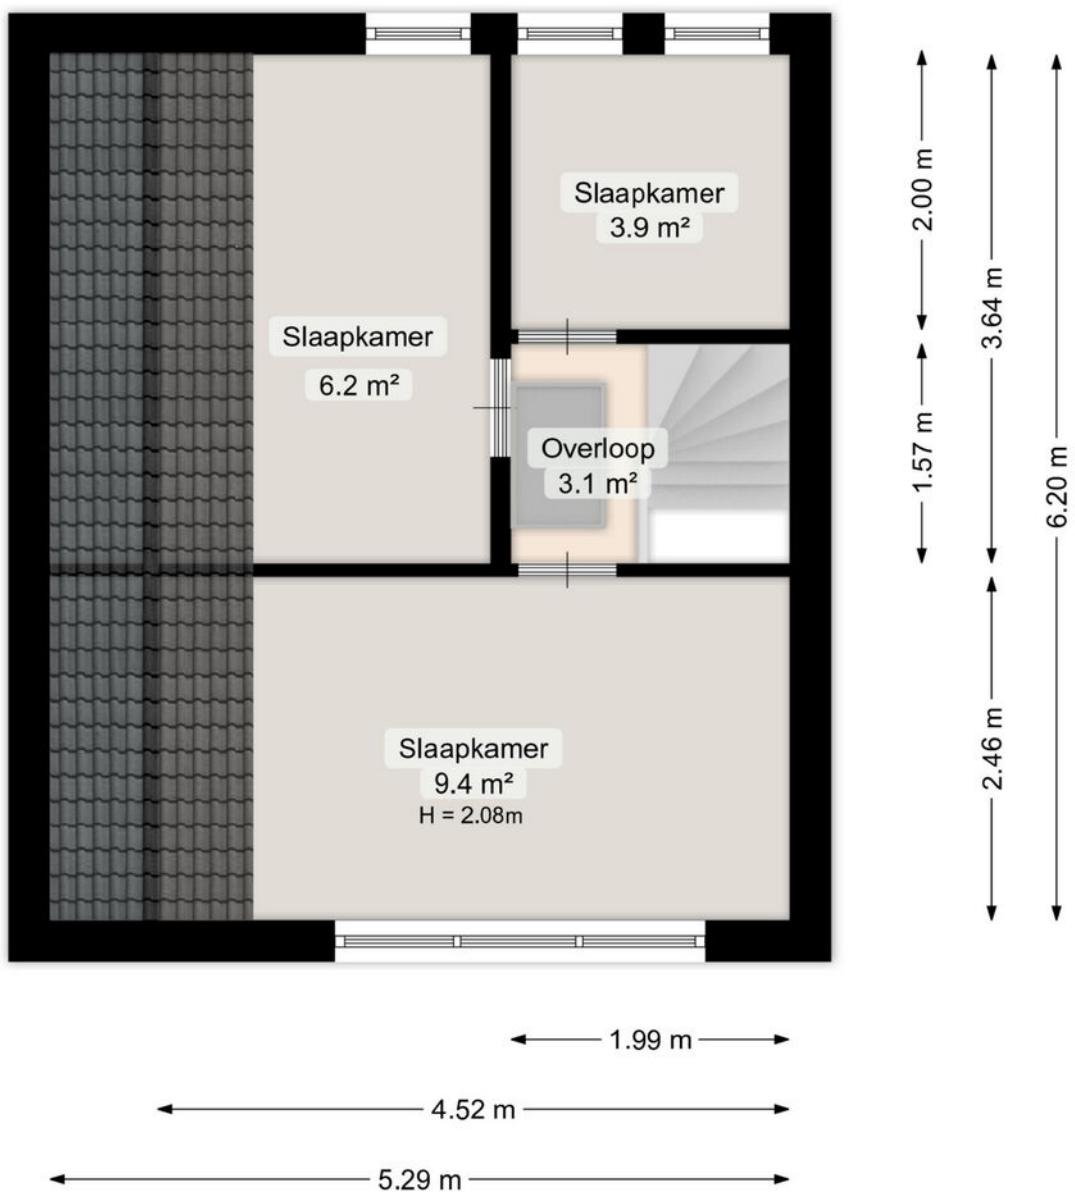 Slaapkamer
3.9 m²
Slaapkamer
6.2 m²
Overloop
3.1 m²
Slaapkamer
9.4 m²
H = 2.08m
2.00 m
3.64 m
1.57 m
6.20 m
2.46 m
1.99 m
4.52 m
5.29 m